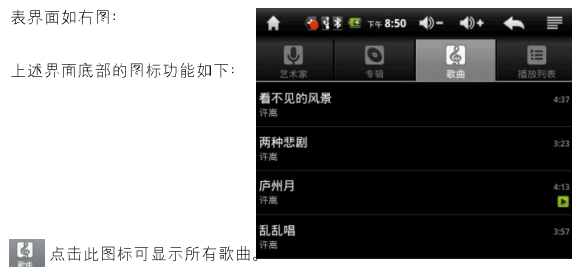 表界面如右图：
上述界面底部的图标功能如下：
下午8:50
艺术家 专辑 歌曲 播放列表
看不见的风景
许嵩
4:37
两种悲剧
许嵩
3:23
庐州月
许嵩
4:13
乱乱唱
许嵩
3:57
歌曲 点击此图标可显示所有歌曲。